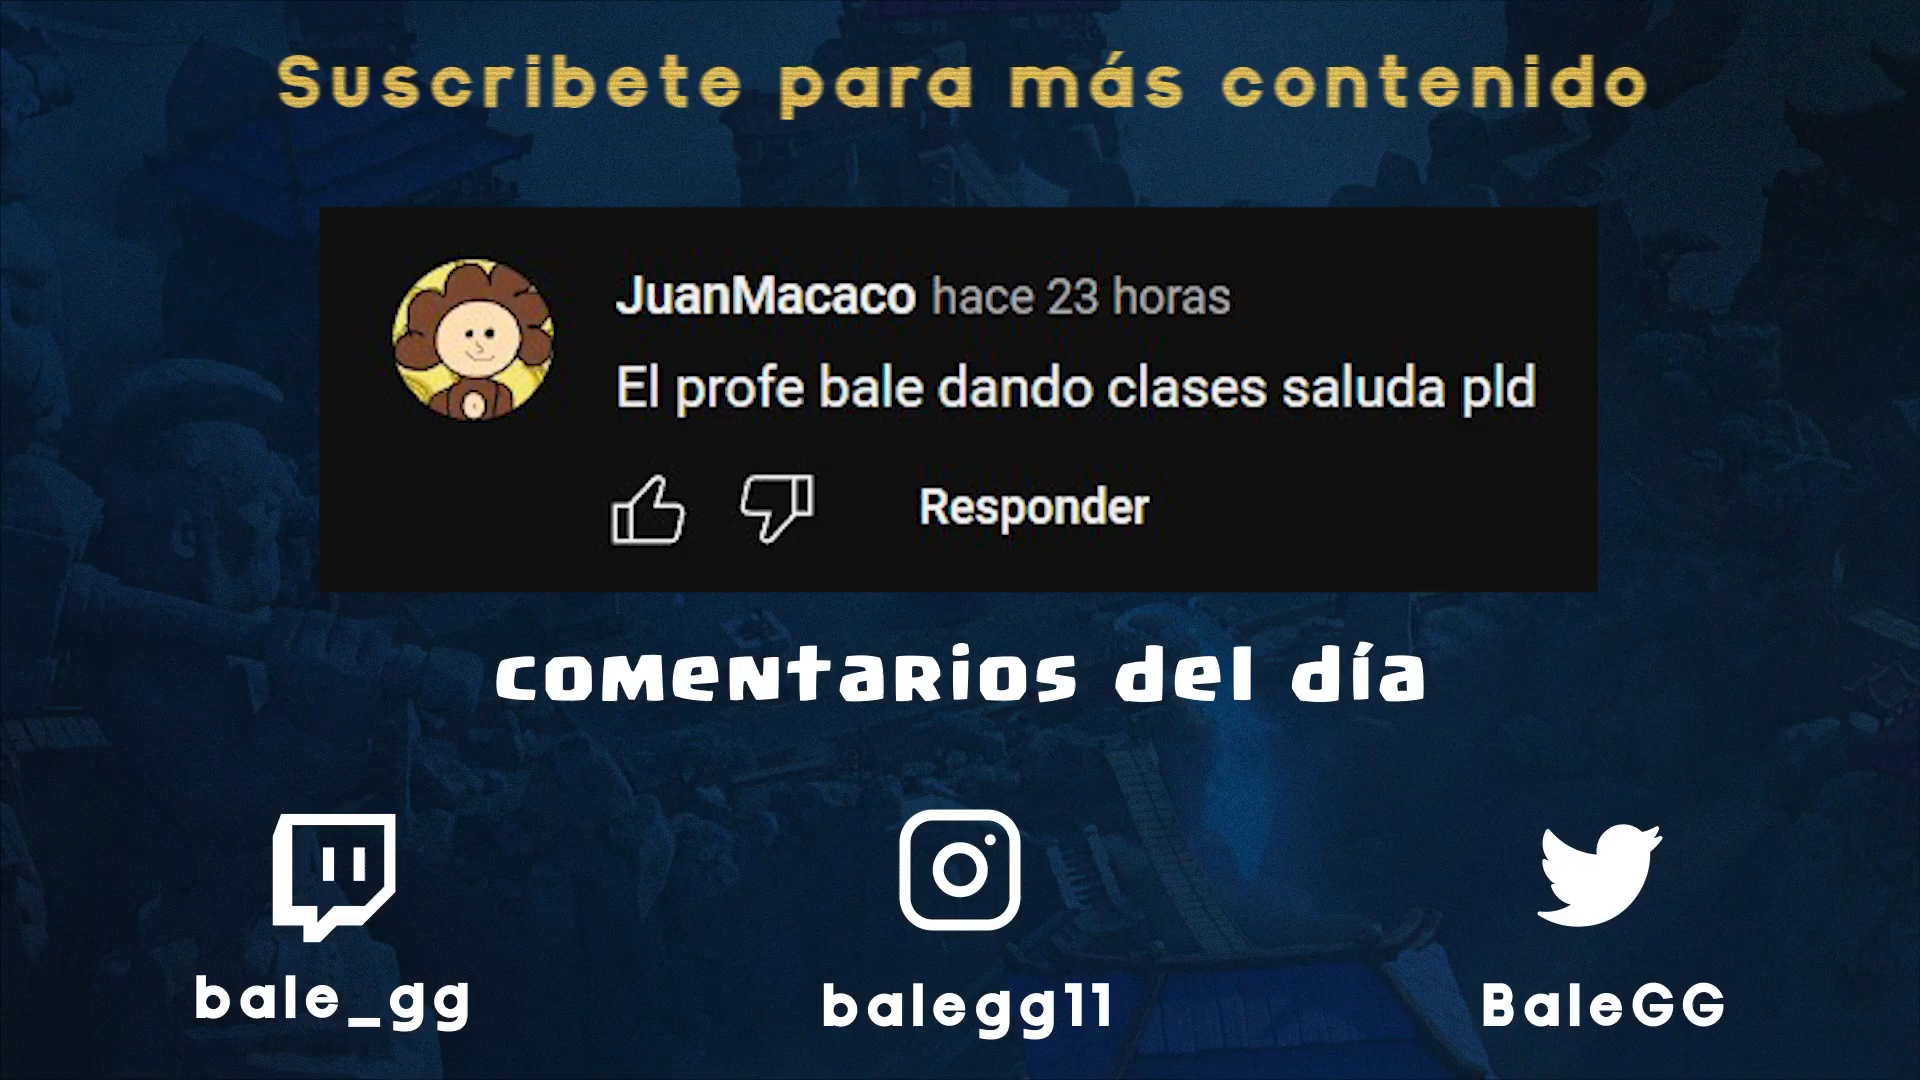 Suscribete para más contenido
JuanMacaco hace 23 horas
El profe bale dando clases saluda pld
Responder
comentarios del día
bale_gg
balegg11
BaleGG